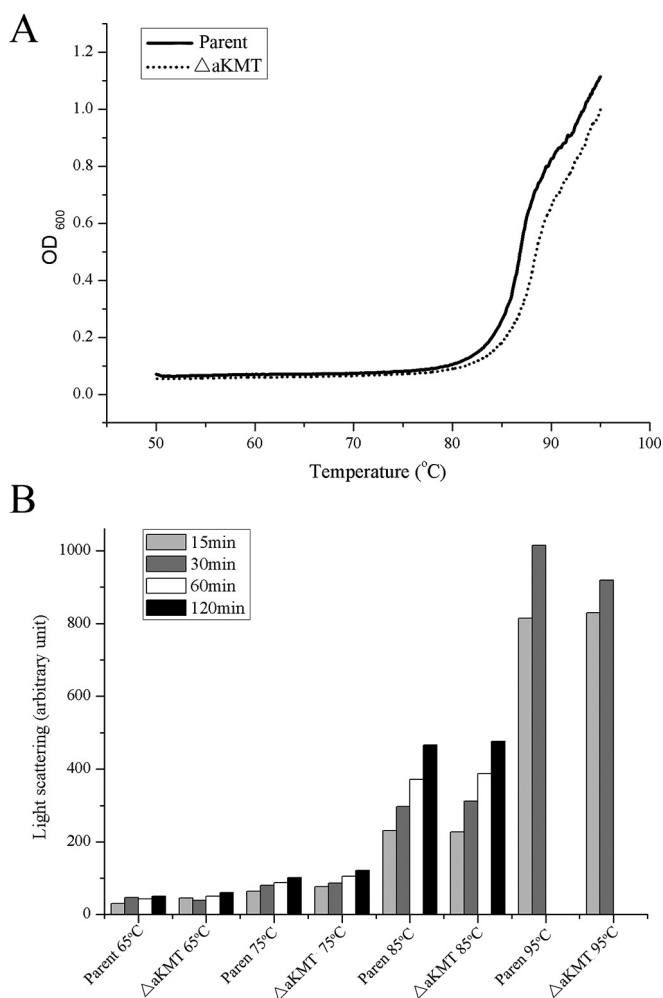 A
Parent
△aKMT
1.2
1.0
0.8
0.6
0.4
0.2
0.0
OD 600
50
60
70
80
90
100
Temperature (°C)
B
15min
30min
60min
120min
1000
800
600
400
200
0
Light scattering (arbitrary unit)
Parent 65°C
△aKMT 65°C
Paren 75°C
△aKMT 75°C
Paren 85°C
△aKMT 85°C
Paren 95°C
△aKMT 95°C